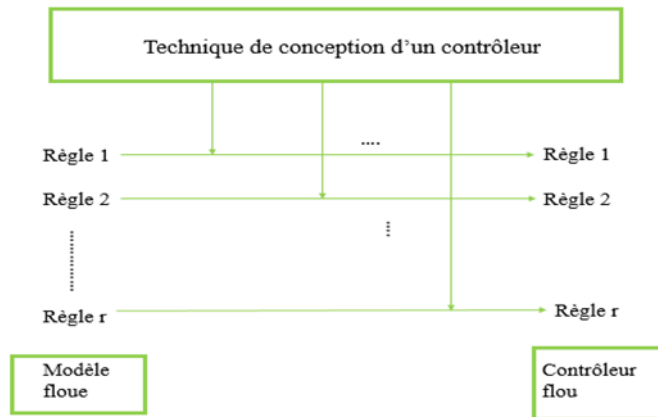 Technique de conception d’un contrôleur
Règle 1
Règle 1
Règle 2
Règle 2
Règle r
Règle r
Modèle
floue
Contrôleur
flou